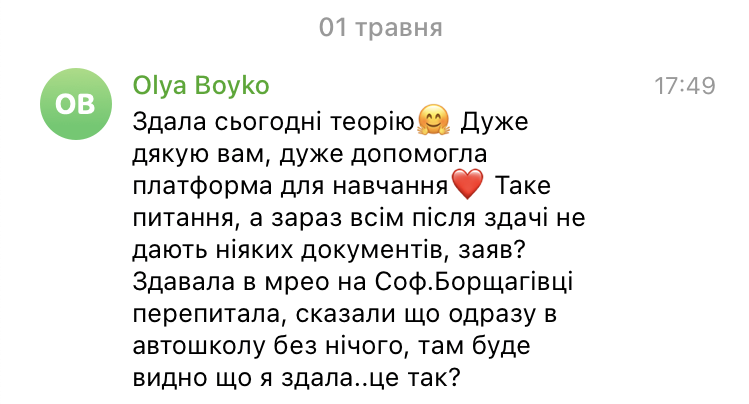 01 травня
OB
Olya Boyko 17:49
Здала сьогодні теорію🤗 Дуже
дякую вам, дуже допомогла
платформа для навчання❤️ Таке
питання, а зараз всім після здачі не
дають ніяких документів, заяв?
Здавала в мрео на Соф.Борщагівці
перепитала, сказали що одразу в
автошколу без нічого, там буде
видно що я здала..це так?